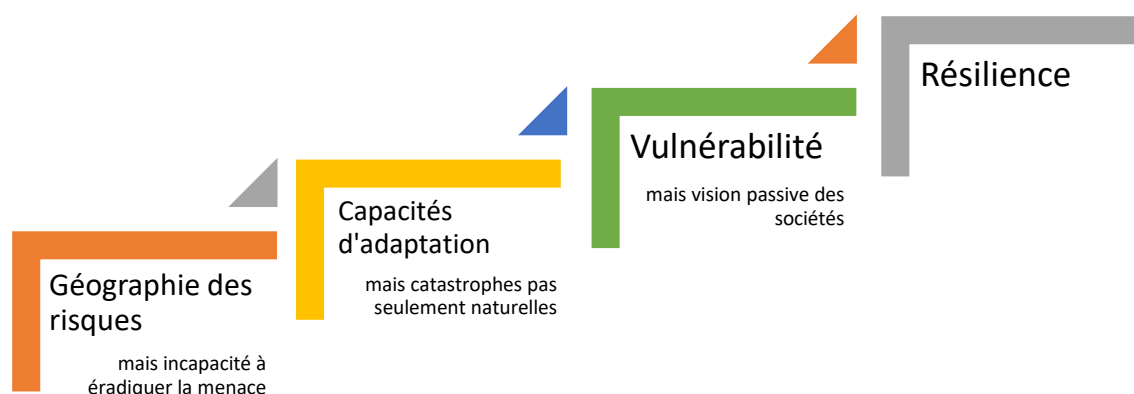 Géographie des
risques
mais incapacité à
éradiquer la menace
Capacités
d'adaptation
mais catastrophes pas
seulement naturelles
Vulnérabilité
mais vision passive des
sociétés
Résilience